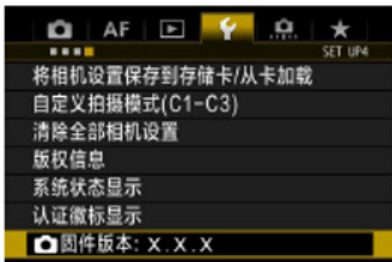 AF
SET UP4
将相机设置保存到存储卡/从卡加载
自定义拍摄模式(C1-C3)
清除全部相机设置
版权信息
系统状态显示
认证徽标显示
固件版本: X.X.X